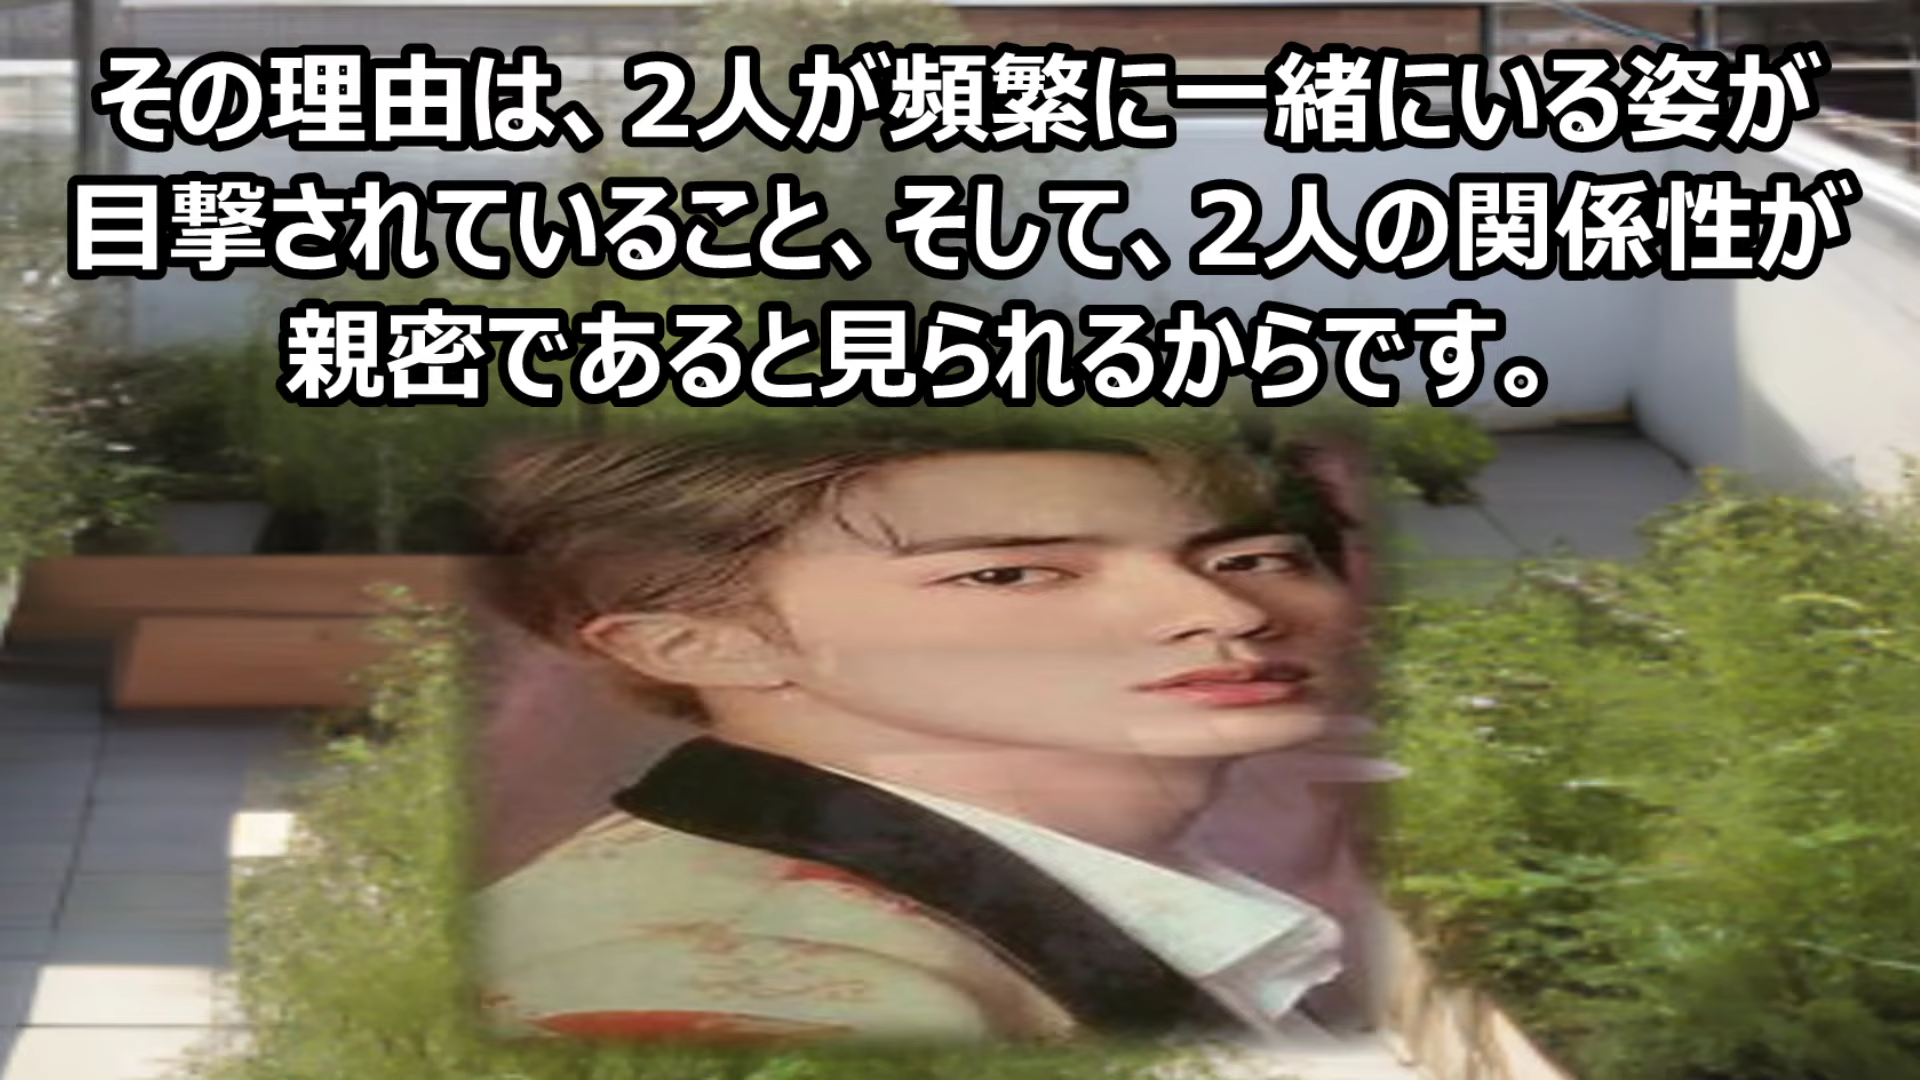 その理由は、2人が頻繁に一緒にいる姿が
目撃されていること、そして、2人の関係性が
親密であると見られるからです。